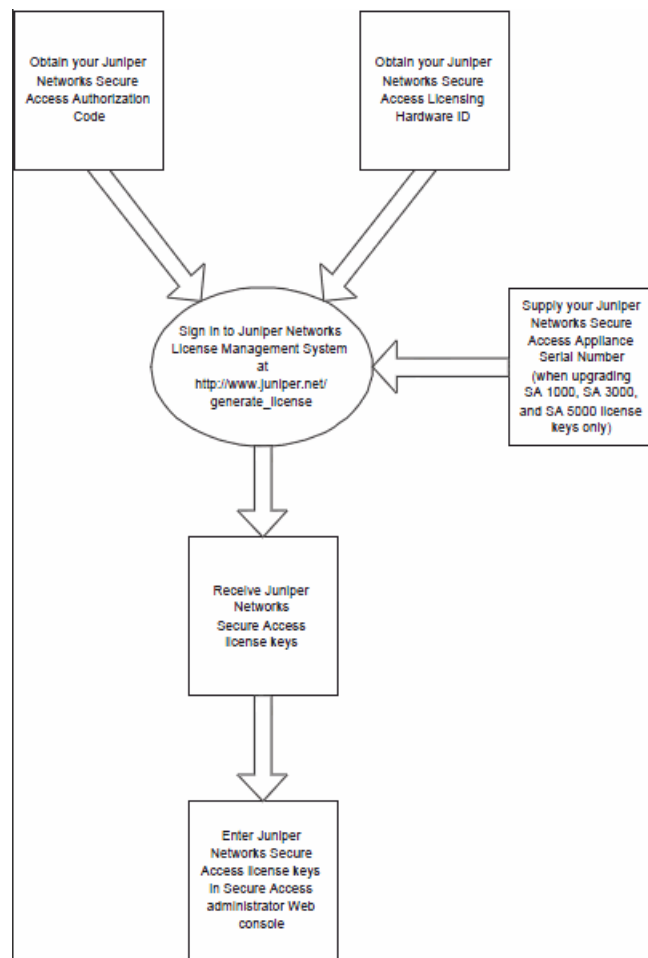 Obtain your Juniper
Networks Secure
Access Authorization
Code
Obtain your Juniper
Networks Secure
Access Licensing
Hardware ID
Sign in to Juniper Networks
License Management System
at
http://www.juniper.net/
generate_license
Supply your Juniper
Networks Secure
Access Appliance
Serial Number
(when upgrading
SA 1000, SA 3000,
and SA 5000 license
keys only)
Receive Juniper
Networks
Secure Access
license keys
Enter Juniper
Networks Secure
Access license keys
in Secure Access
administrator Web
console